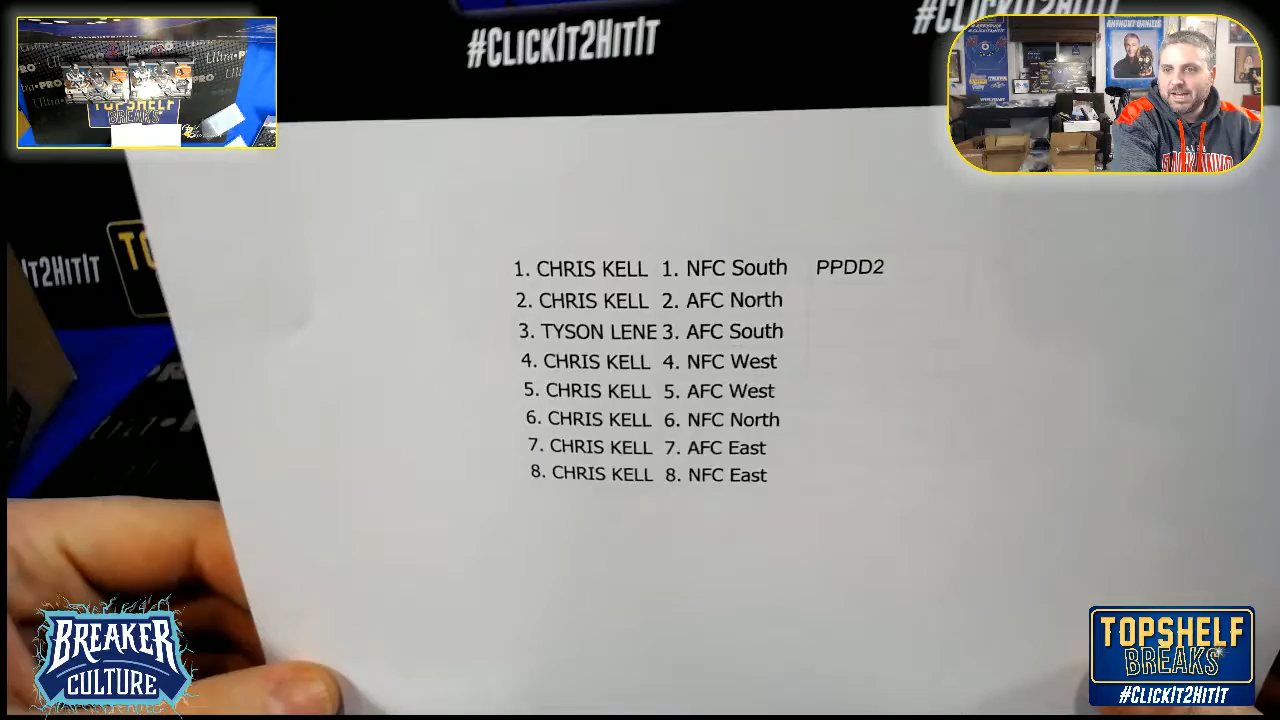 #CLICKIT2HITIT
TOPSHELF
BREAKS
1. CHRIS KELL 1. NFC South PPDD2
2. CHRIS KELL 2. AFC North
3. TYSON LENE 3. AFC South
4. CHRIS KELL 4. NFC West
5. CHRIS KELL 5. AFC West
6. CHRIS KELL 6. NFC North
7. CHRIS KELL 7. AFC East
8. CHRIS KELL 8. NFC East
BREAKER
CULTURE
TOPSHELF
BREAKS
#CLICKIT2HITIT